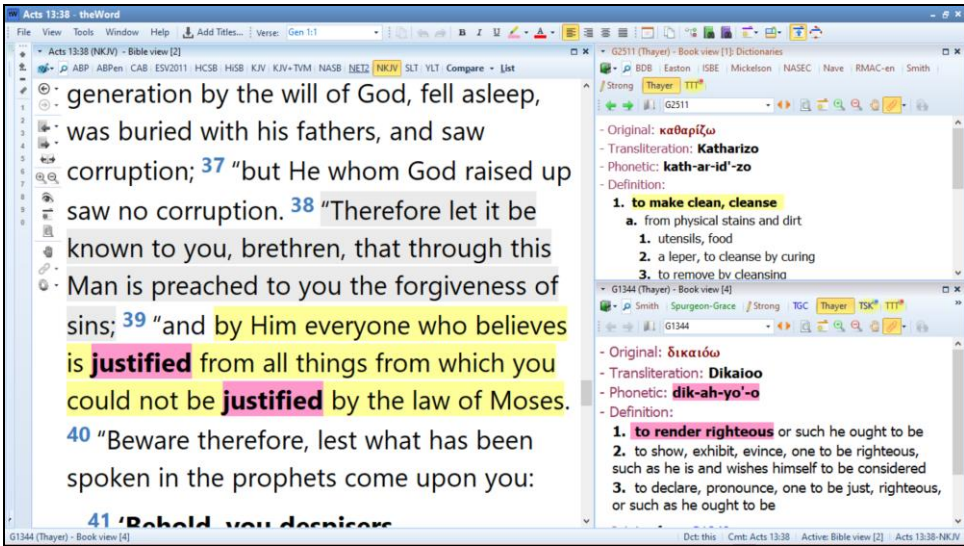 Acts 13:38 - theWord
File View Tools Window Help Add Titles... Verse: Gen 1:1 B I U A
Acts 13:38 (NKJV) - Bible view [2]
ABP ABPen CAB ESV2011 HCSB HiSB KJV KJV+TVM NASB NET2 NKJV SLT YLT Compare List
generation by the will of God, fell asleep,
was buried with his fathers, and saw
corruption; 37 “but He whom God raised up
saw no corruption. 38 “Therefore let it be
known to you, brethren, that through this
Man is preached to you the forgiveness of
sins; 39 “and by Him everyone who believes
is justified from all things from which you
could not be justified by the law of Moses.
40 “Beware therefore, lest what has been
spoken in the prophets come upon you:
41 ‘Behold, you despisers
G2511 (Thayer) - Book view [1]: Dictionaries
BDB Easton ISBE Mickelson NASEC Nave RMAC-en Smith
Strong Thayer TTT
G2511
- Original: καθαρίζω
- Transliteration: Katharizo
- Phonetic: kath-ar-id'-zo
- Definition:
1. to make clean, cleanse
a. from physical stains and dirt
1. utensils, food
2. a leper, to cleanse by curing
3. to remove by cleansing
G1344 (Thayer) - Book view [4]
Smith Spurgeon-Grace Strong TGC Thayer TSK TTT
G1344
- Original: δικαιόω
- Transliteration: Dikaioo
- Phonetic: dik-ah-yo'-o
- Definition:
1. to render righteous or such he ought to be
2. to show, exhibit, evince, one to be righteous,
such as he is and wishes himself to be considered
3. to declare, pronounce, one to be just, righteous,
or such as he ought to be
G1344 (Thayer) - Book view [4] Dct: this Cmt: Acts 13:38 Active: Bible view [2] Acts 13:38-NKJV